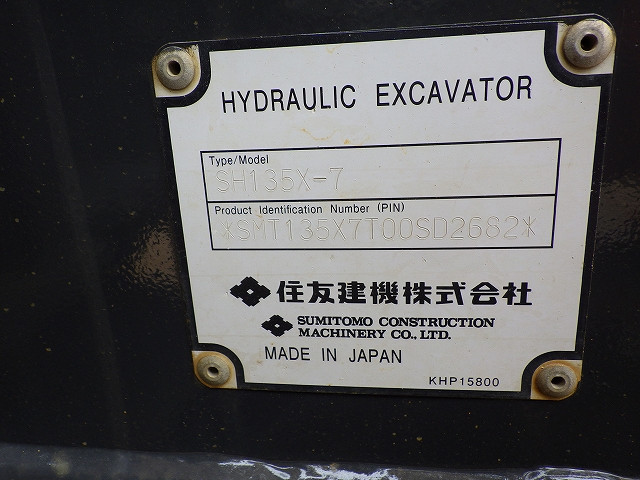 HYDRAULIC EXCAVATOR
Type/Model
SH135X-7
Product Identification Number (PIN)
*SMT135X7T00SD2682*
住友建機株式会社
SUMITOMO CONSTRUCTION
MACHINERY CO., LTD.
MADE IN JAPAN
KHP15800